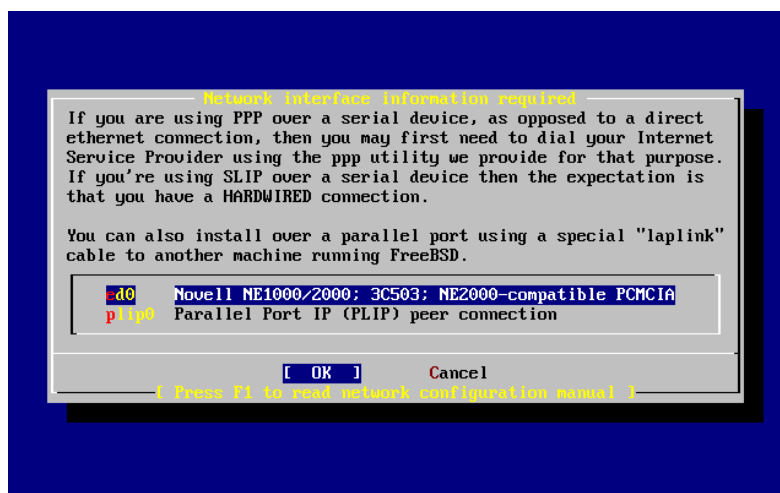 Network interface information required
If you are using PPP over a serial device, as opposed to a direct
ethernet connection, then you may first need to dial your Internet
Service Provider using the ppp utility we provide for that purpose.
If you're using SLIP over a serial device then the expectation is
that you have a HARDWIRED connection.
You can also install over a parallel port using a special "laplink"
cable to another machine running FreeBSD.
ed0 Novell NE1000/2000; 3C503; NE2000-compatible PCMCIA
plip0 Parallel Port IP (PLIP) peer connection
[ OK ] Cancel
[ Press F1 to read network configuration manual ]